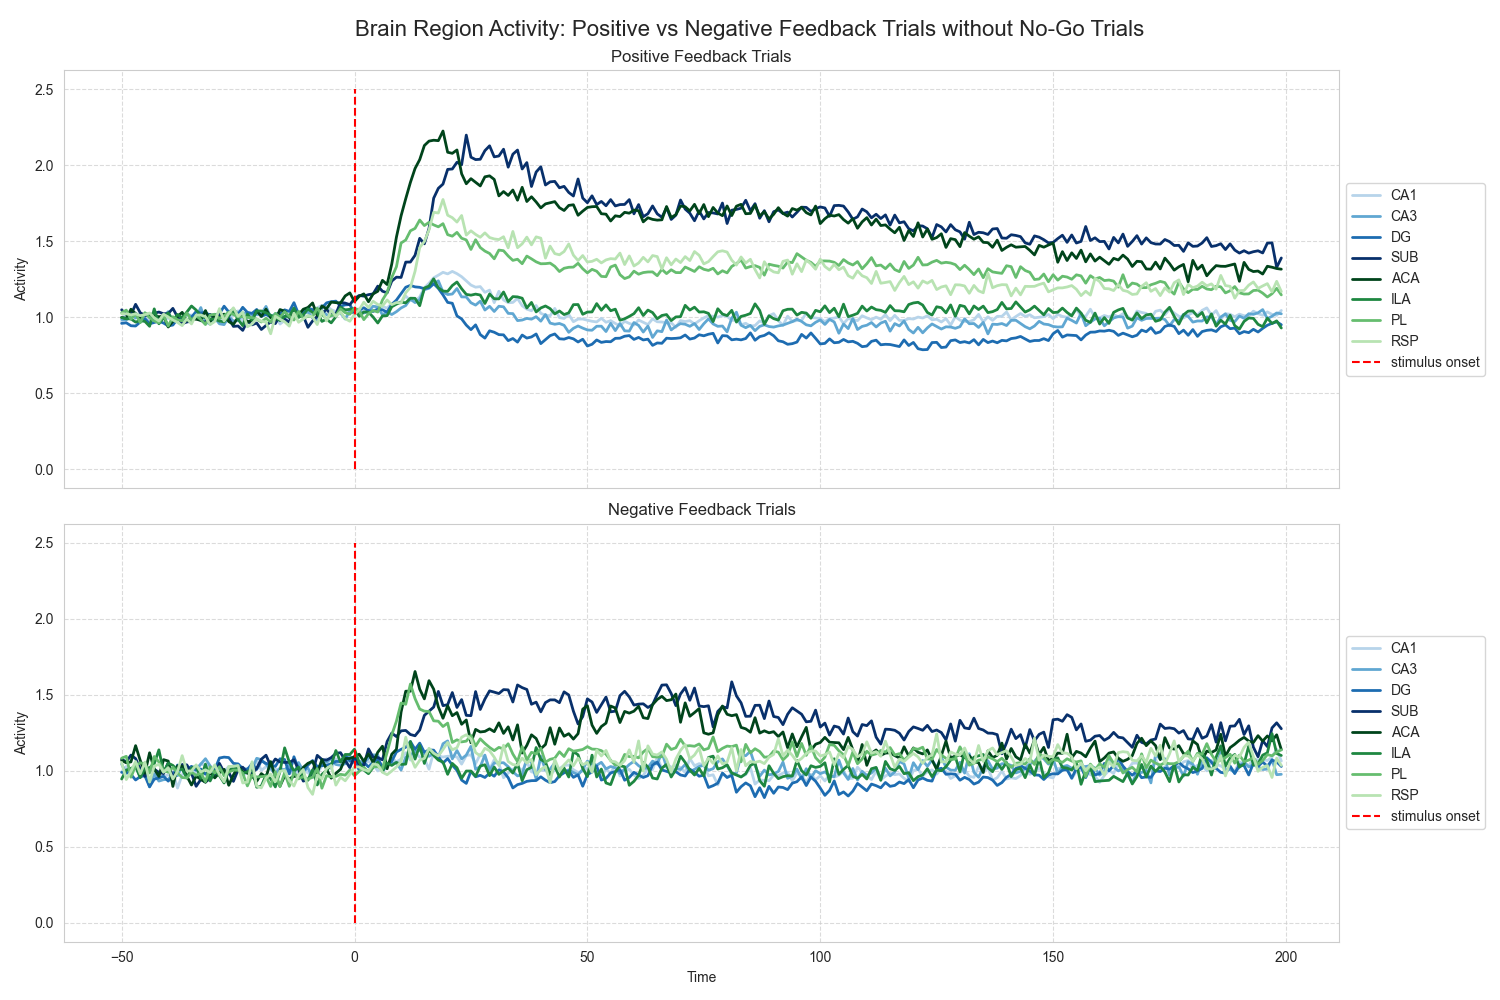 Brain Region Activity: Positive vs Negative Feedback Trials without No-Go Trials
Positive Feedback Trials
2.5
2.0
1.5
1.0
0.5
0.0
Activity
CA1
CA3
DG
SUB
ACA
ILA
PL
RSP
stimulus onset
Negative Feedback Trials
2.5
2.0
1.5
1.0
0.5
0.0
Activity
CA1
CA3
DG
SUB
ACA
ILA
PL
RSP
stimulus onset
−50
0
50
100
150
200
Time